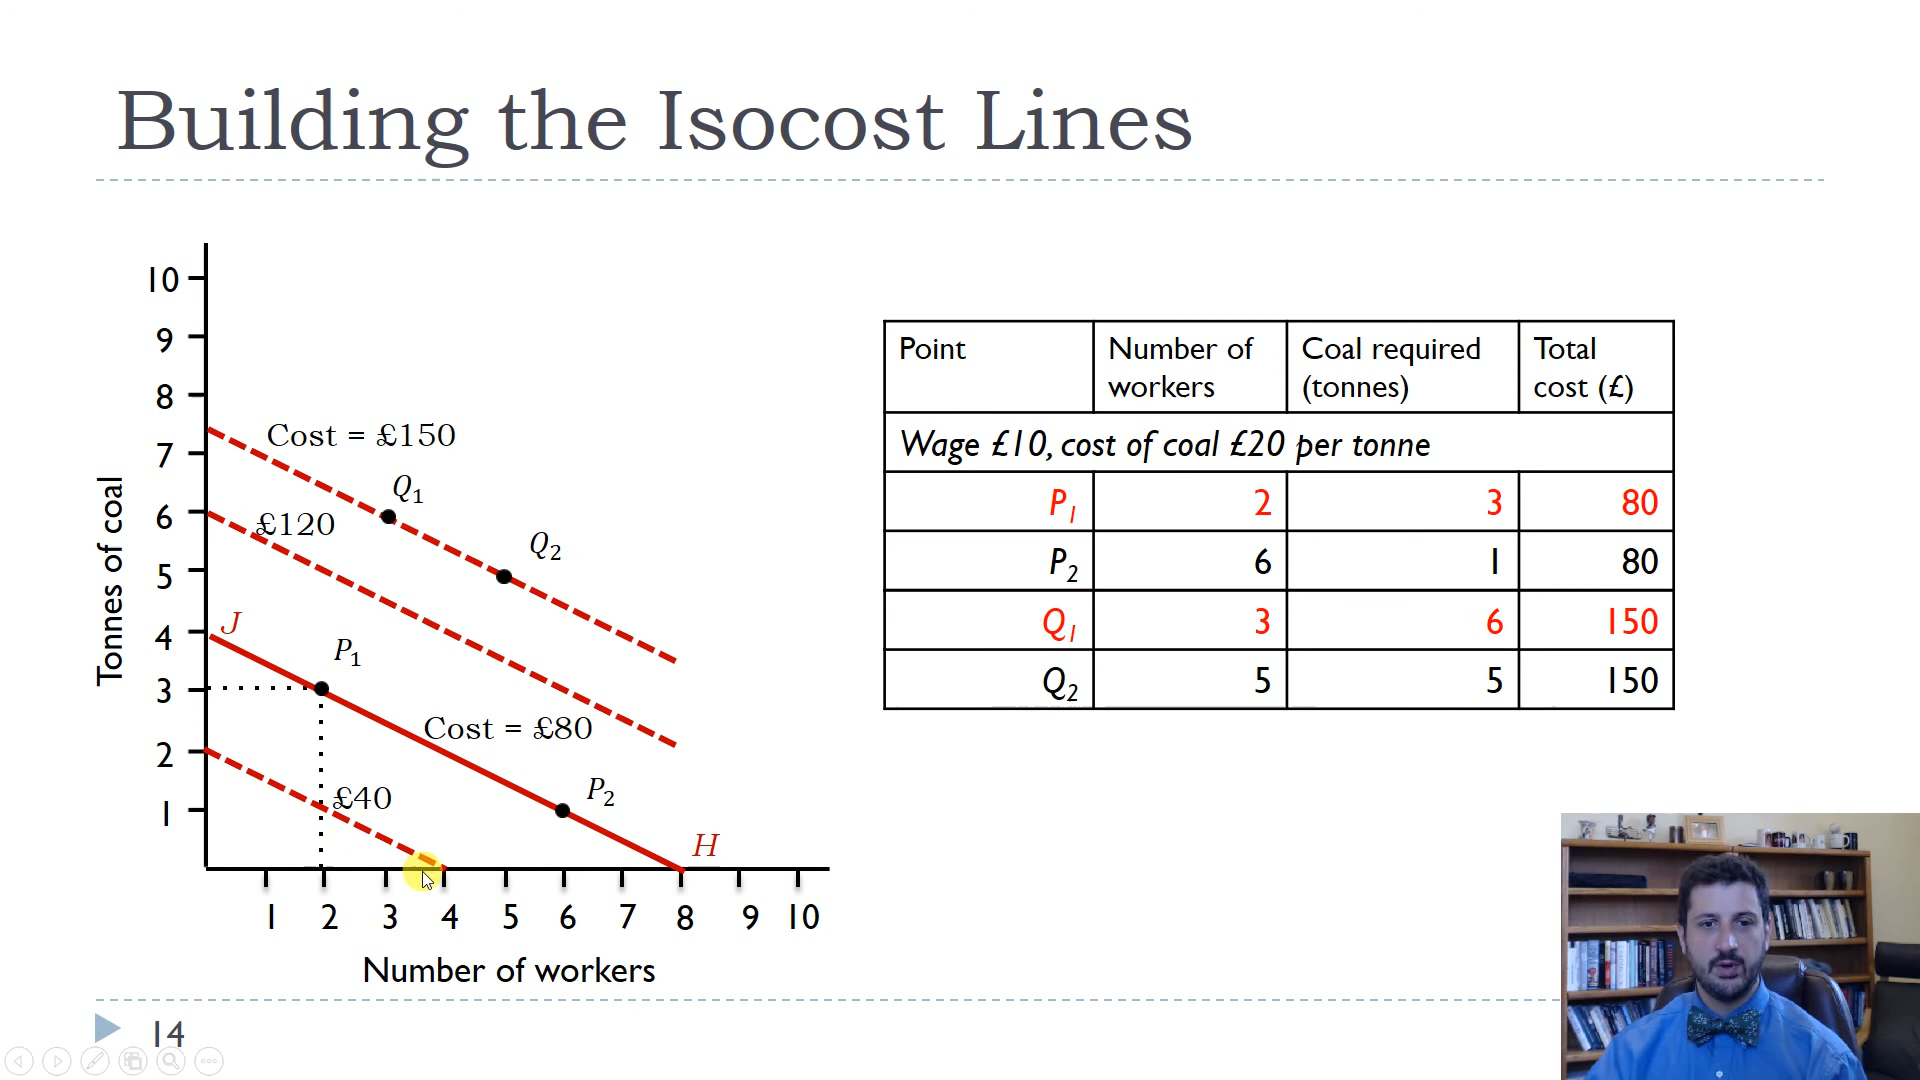 Building the Isocost Lines
10
9
8
7
6
5
4
3
2
1
Tonnes of coal
Cost = £150
Q1
£120
Q2
J
P1
Cost = £80
£40
P2
H
1 2 3 4 5 6 7 8 9 10
Number of workers
Point Number of workers Coal required (tonnes) Total cost (£)
Wage £10, cost of coal £20 per tonne
P1 2 3 80
P2 6 1 80
Q1 3 6 150
Q2 5 5 150
14